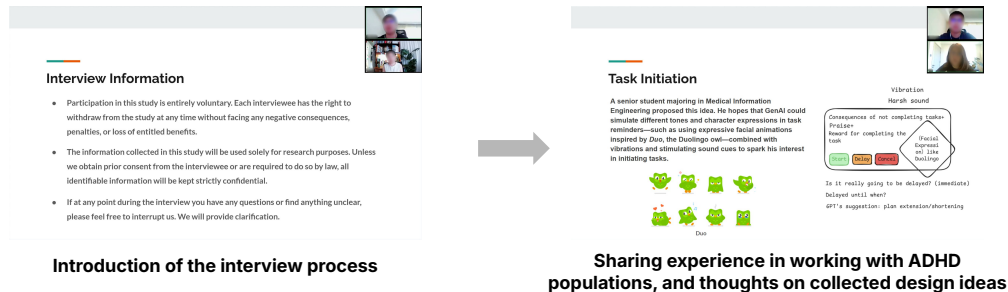 Interview Information
● Participation in this study is entirely voluntary. Each interviewee has the right to
withdraw from the study at any time without facing any negative consequences,
penalties, or loss of entitled benefits.
● The information collected in this study will be used solely for research purposes. Unless
we obtain prior consent from the interviewee or are required to do so by law, all
identifiable information will be kept strictly confidential.
● If at any point during the interview you have any questions or find anything unclear,
please feel free to interrupt us. We will provide clarification.
Introduction of the interview process
Task Initiation
A senior student majoring in Medical Information
Engineering proposed this idea. He hopes that GenAI could
simulate different tones and character expressions in task
reminders—such as using expressive facial animations
inspired by Duo, the Duolingo owl—combined with
vibrations and stimulating sound cues to spark his interest
in initiating tasks.
Duo
Vibration
Harsh sound
Consequences of not completing tasks+
Praise+
Reward for completing the
task
(Facial
Expressi
on) like
Duolingo
Start Delay Cancel
Is it really going to be delayed? (immediate)
Delayed until when?
GPT's suggestion: plan extension/shortening
Sharing experience in working with ADHD
populations, and thoughts on collected design ideas